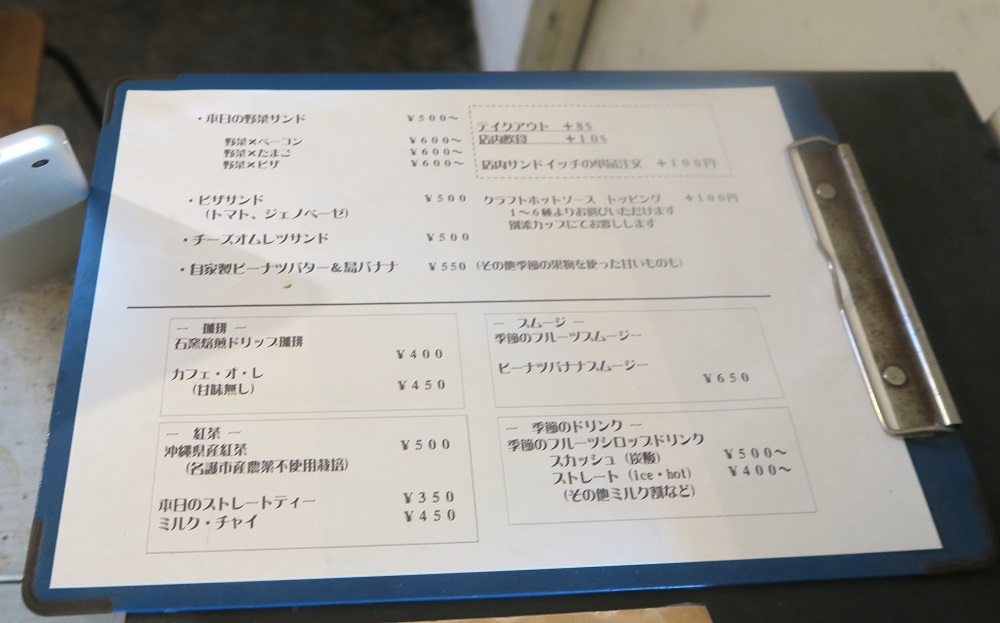 ・本日の野菜サンド ¥500〜
野菜×ベーコン ¥600〜
野菜×たまご ¥600〜
野菜×ピザ ¥600〜
・ピザサンド ¥500
(トマト、ジェノベーゼ)
・チーズオムレツサンド ¥500
・自家製ピーナツバター&島バナナ ¥550 (その他季節の果物を使った甘いものも)
テイクアウト +8%
店内飲食 +10%
店内サンドイッチの単品注文 +100円
クラフトホットソース トッピング +100円
1〜6種よりお選びいただけます
別添カップにてお渡しします
― 珈琲 ―
石窯焙煎ドリップ珈琲
¥400
カフェ・オ・レ ¥450
(甘味無し)
― 紅茶 ―
沖縄県産紅茶 ¥500
(名護市産農薬不使用栽培)
本日のストレートティー ¥350
ミルク・チャイ ¥450
― スムージー ―
季節のフルーツスムージー
ピーナツバナナスムージー
¥650
― 季節のドリンク ―
季節のフルーツシロップドリンク
スカッシュ (炭酸) ¥500〜
ストレート (ice・hot) ¥400〜
(その他ミルク割など)